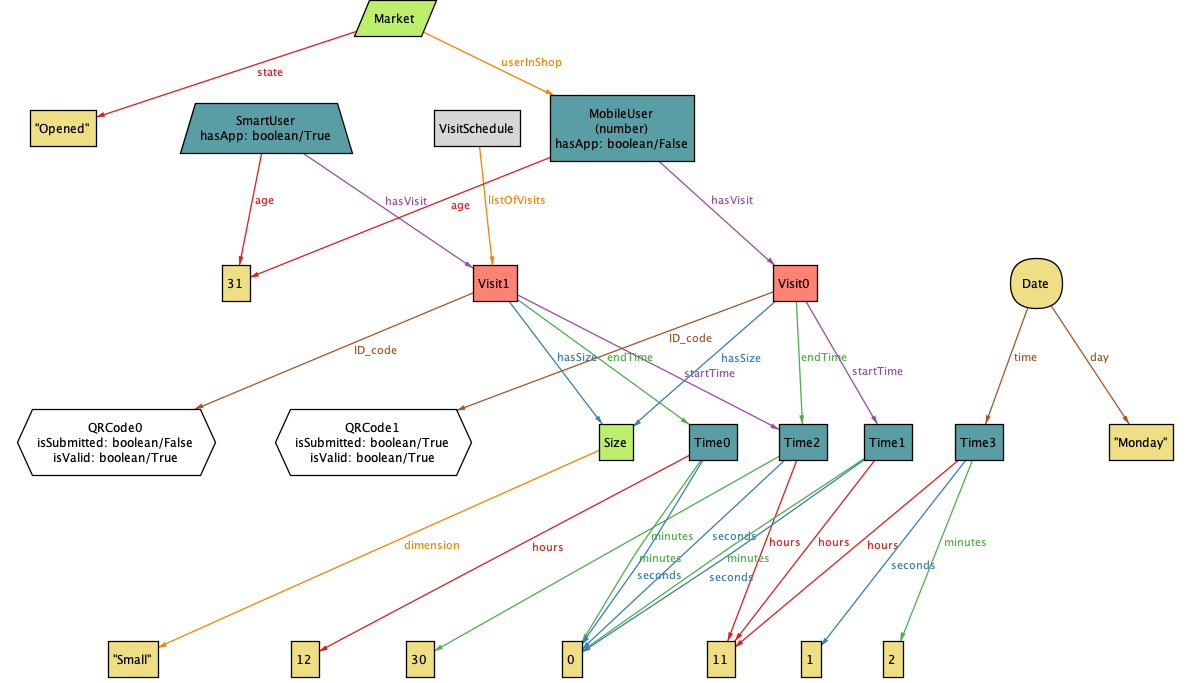 Market
state
userInShop
"Opened"
SmartUser
hasApp: boolean/True
VisitSchedule
MobileUser
(number)
hasApp: boolean/False
age
hasVisit
age
listOfVisits
hasVisit
31
Visit1
Visit0
Date
ID_code
hasSize
endTime
startTime
ID_code
hasSize
endTime
startTime
time
day
QRCode0
isSubmitted: boolean/False
isValid: boolean/True
QRCode1
isSubmitted: boolean/True
isValid: boolean/True
Size
Time0
Time2
Time1
Time3
"Monday"
dimension
hours
minutes
minutes
seconds
seconds
minutes
seconds
hours
hours
hours
seconds
minutes
"Small"
12
30
0
11
1
2